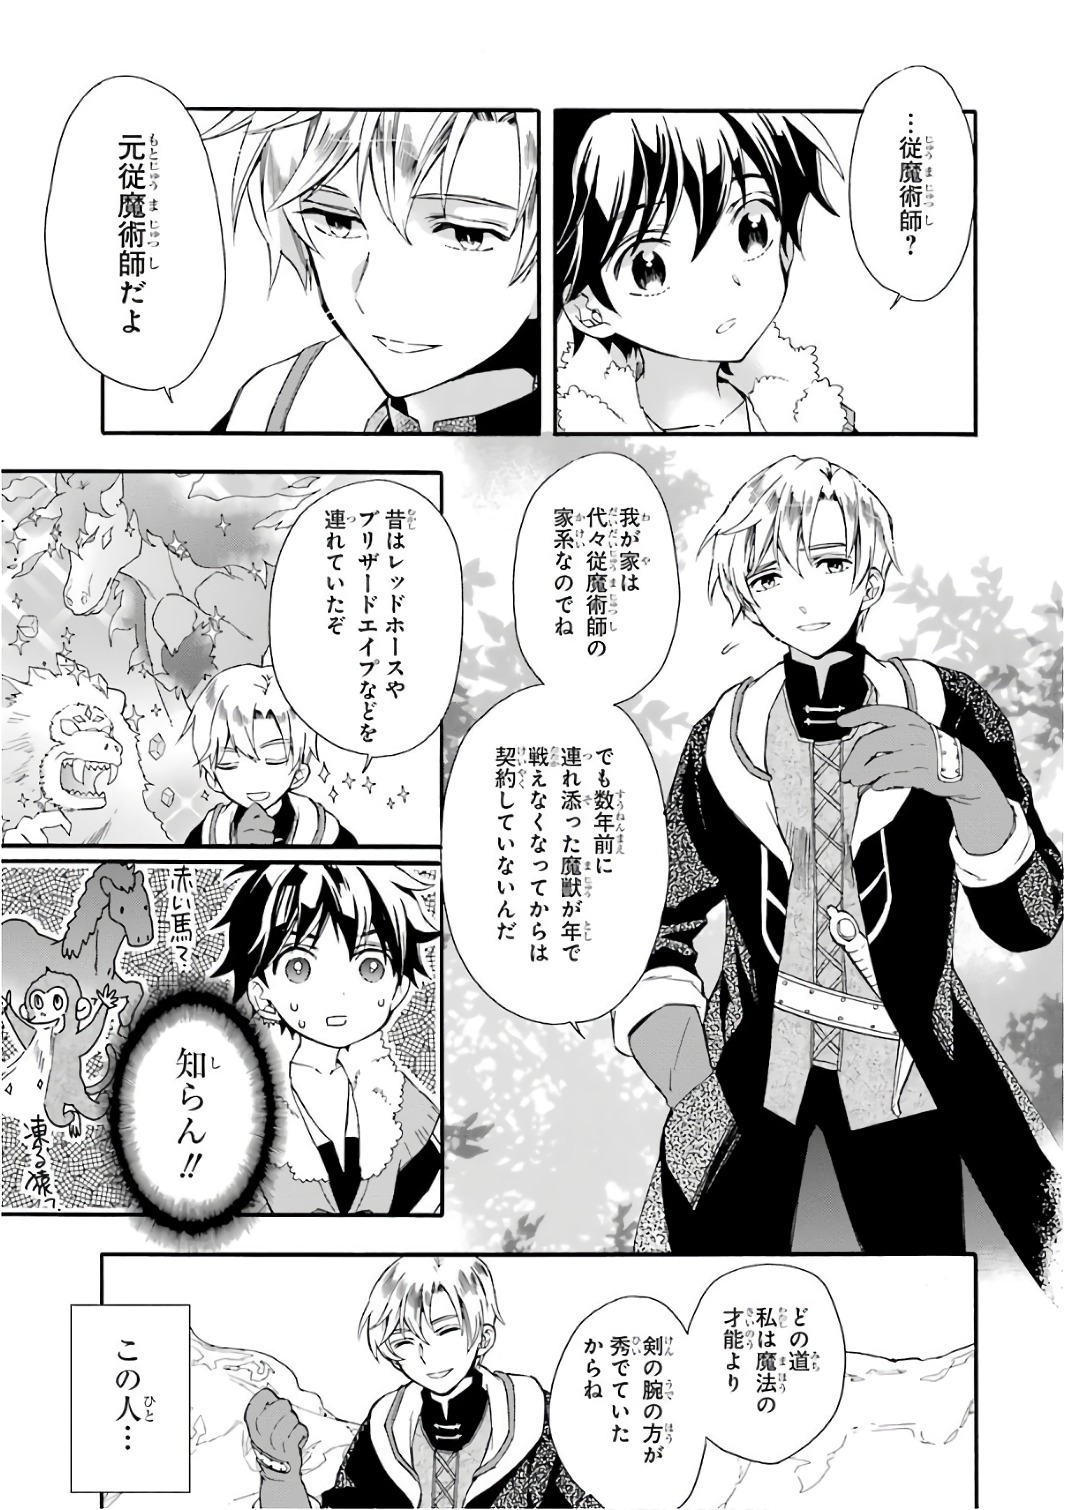 …従魔術師?
元従魔術師だよ
我が家は
代々従魔術師の
家系なのでね
でも数年前に
連れ添った魔獣が年で
戦えなくなってからは
契約していないんだ
昔はレッドホースや
ブリザードエイプなどを
連れていたぞ
赤い馬?
知らん!!
凍る猿?
どの道
私は魔法の
才能より
剣の腕の方が
秀でていた
からね
この人…